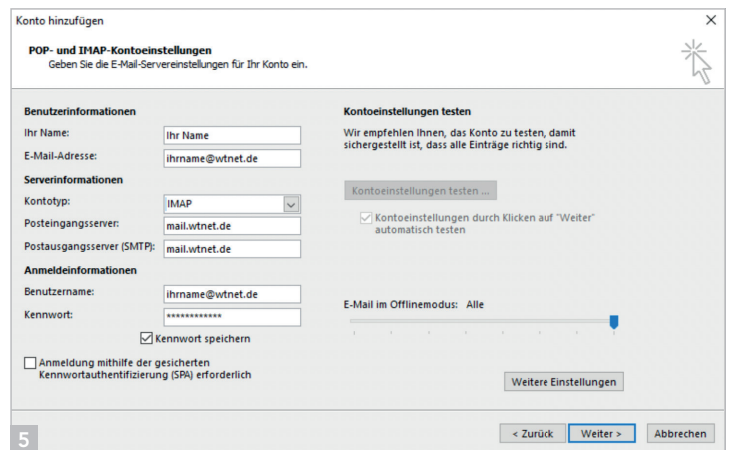 Konto hinzufügen
POP- und IMAP-Kontoeinstellungen
Geben Sie die E-Mail-Servereinstellungen für Ihr Konto ein.
Benutzerinformationen
Ihr Name: Ihr Name
E-Mail-Adresse: ihrname@wtnet.de
Serverinformationen
Kontotyp: IMAP
Posteingangsserver: mail.wtnet.de
Postausgangsserver (SMTP): mail.wtnet.de
Anmeldeinformationen
Benutzername: ihrname@wtnet.de
Kennwort: ************
Kennwort speichern
Anmeldung mithilfe der gesicherten
Kennwortauthentifizierung (SPA) erforderlich
Kontoeinstellungen testen
Wir empfehlen Ihnen, das Konto zu testen, damit
sichergestellt ist, dass alle Einträge richtig sind.
Kontoeinstellungen testen ...
Kontoeinstellungen durch Klicken auf "Weiter"
automatisch testen
E-Mail im Offlinemodus: Alle
Weitere Einstellungen
< Zurück Weiter > Abbrechen
5